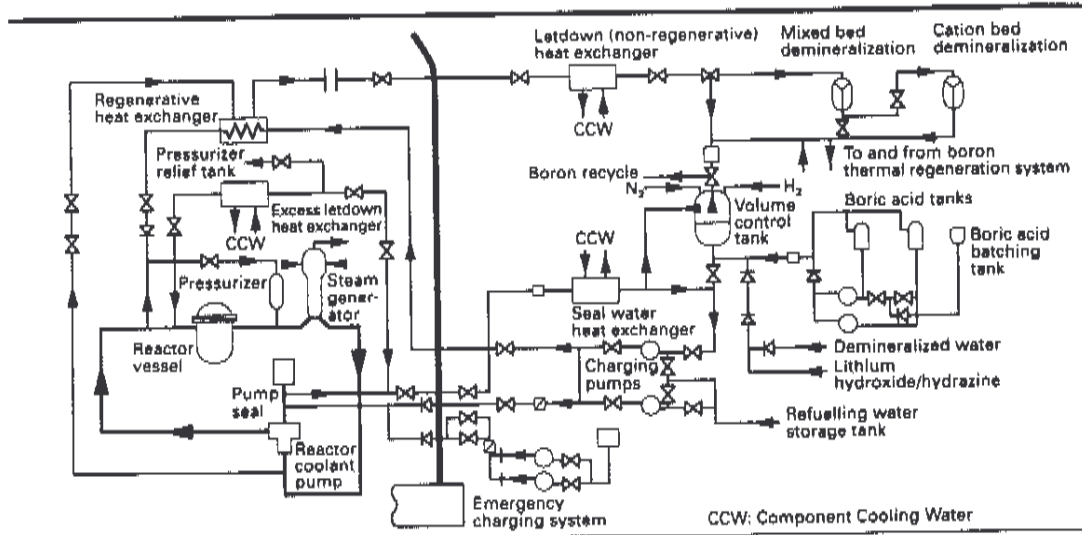 Letdown (non-regenerative)
heat exchanger
Mixed bed
demineralization
Cation bed
demineralization
Regenerative
heat exchanger
CCW
To and from boron
thermal regeneration system
Pressurizer
relief tank
Boron recycle
N₂
H₂
Volume
control
tank
Boric acid tanks
Boric acid
batching
tank
Excess letdown
heat exchanger
CCW
CCW
Pressurizer
Steam
gener-
ator
Seal water
heat exchanger
Reactor
vessel
Charging
pumps
Demineralized water
Lithium
hydroxide/hydrazine
Pump
seal
Refuelling water
storage tank
Reactor
coolant
pump
Emergency
charging system
CCW: Component Cooling Water